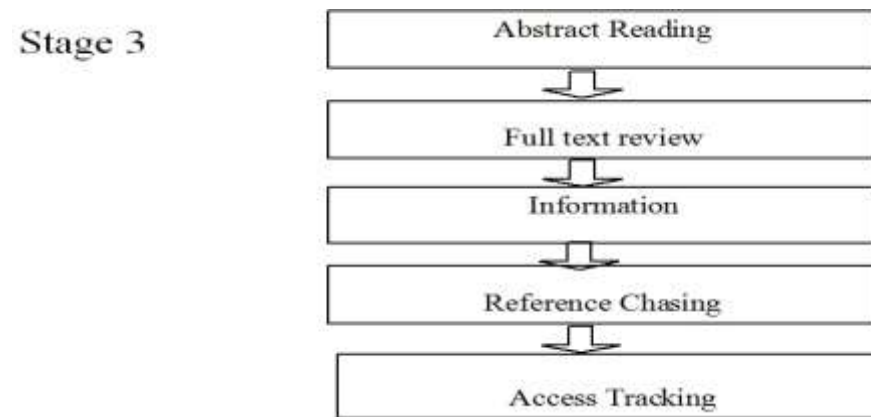 Stage 3
Abstract Reading
Full text review
Information
Reference Chasing
Access Tracking